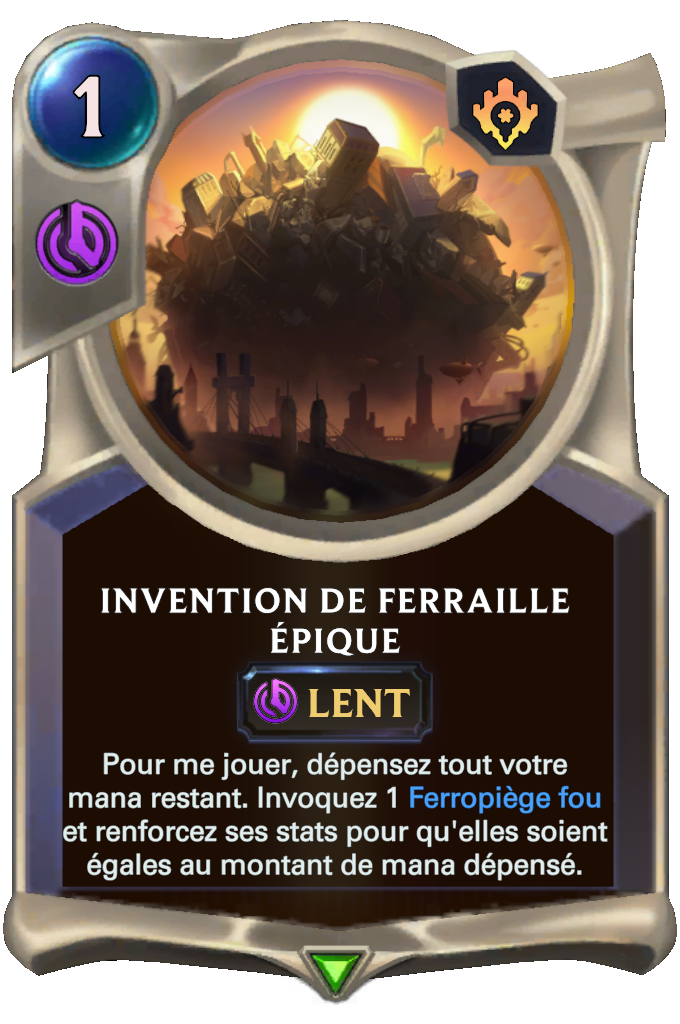 1
INVENTION DE FERRAILLE
ÉPIQUE
LENT
Pour me jouer, dépensez tout votre
mana restant. Invoquez 1 Ferropiège fou
et renforcez ses stats pour qu'elles soient
égales au montant de mana dépensé.